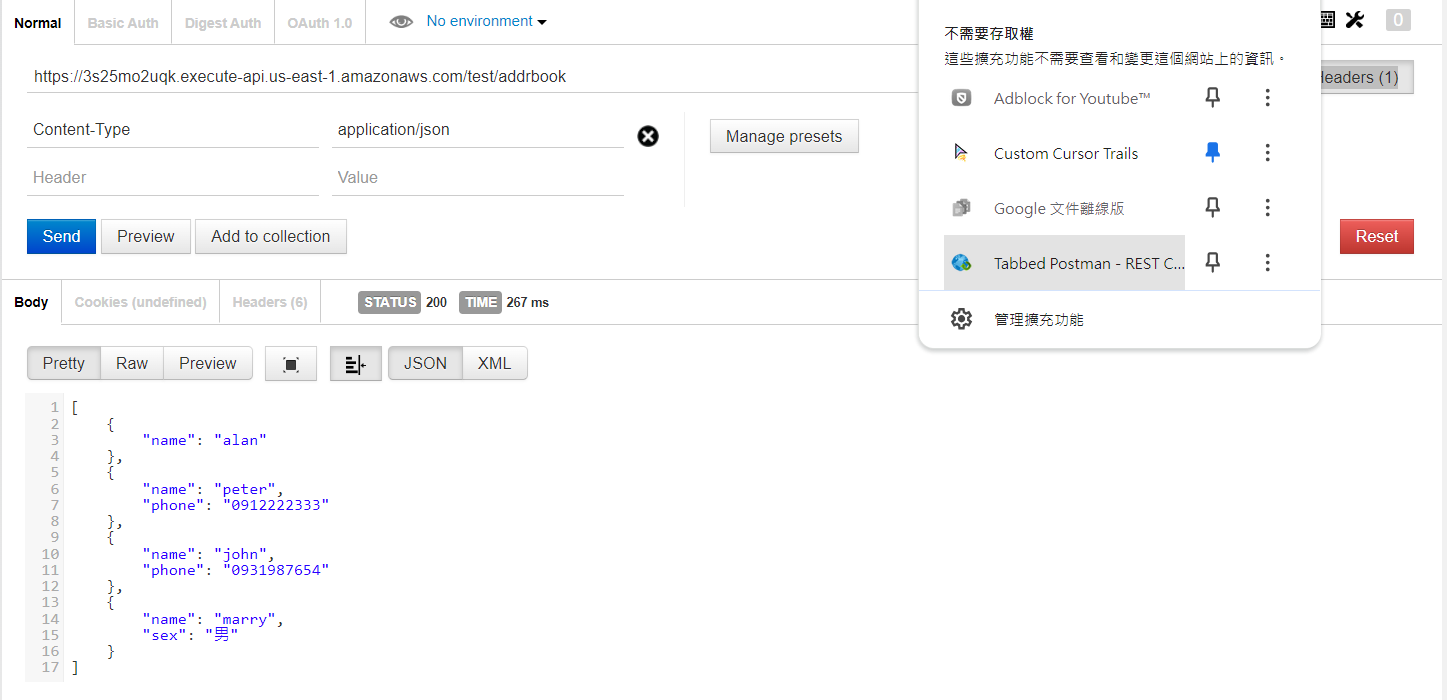 Normal Basic Auth Digest Auth OAuth 1.0 No environment
0
https://3s25mo2uqk.execute-api.us-east-1.amazonaws.com/test/addrbook
Headers (1)
Content-Type application/json
Manage presets
Header Value
Send Preview Add to collection
Reset
不需要存取權
這些擴充功能不需要查看和變更這個網站上的資訊。
Adblock for Youtube™
Custom Cursor Trails
Google 文件離線版
Tabbed Postman - REST C...
管理擴充功能
Body Cookies (undefined) Headers (6) STATUS 200 TIME 267 ms
Pretty Raw Preview JSON XML
1 [
2 {
3 "name": "alan"
4 },
5 {
6 "name": "peter",
7 "phone": "0912222333"
8 },
9 {
10 "name": "john",
11 "phone": "0931987654"
12 },
13 {
14 "name": "marry",
15 "sex": "男"
16 }
17 ]